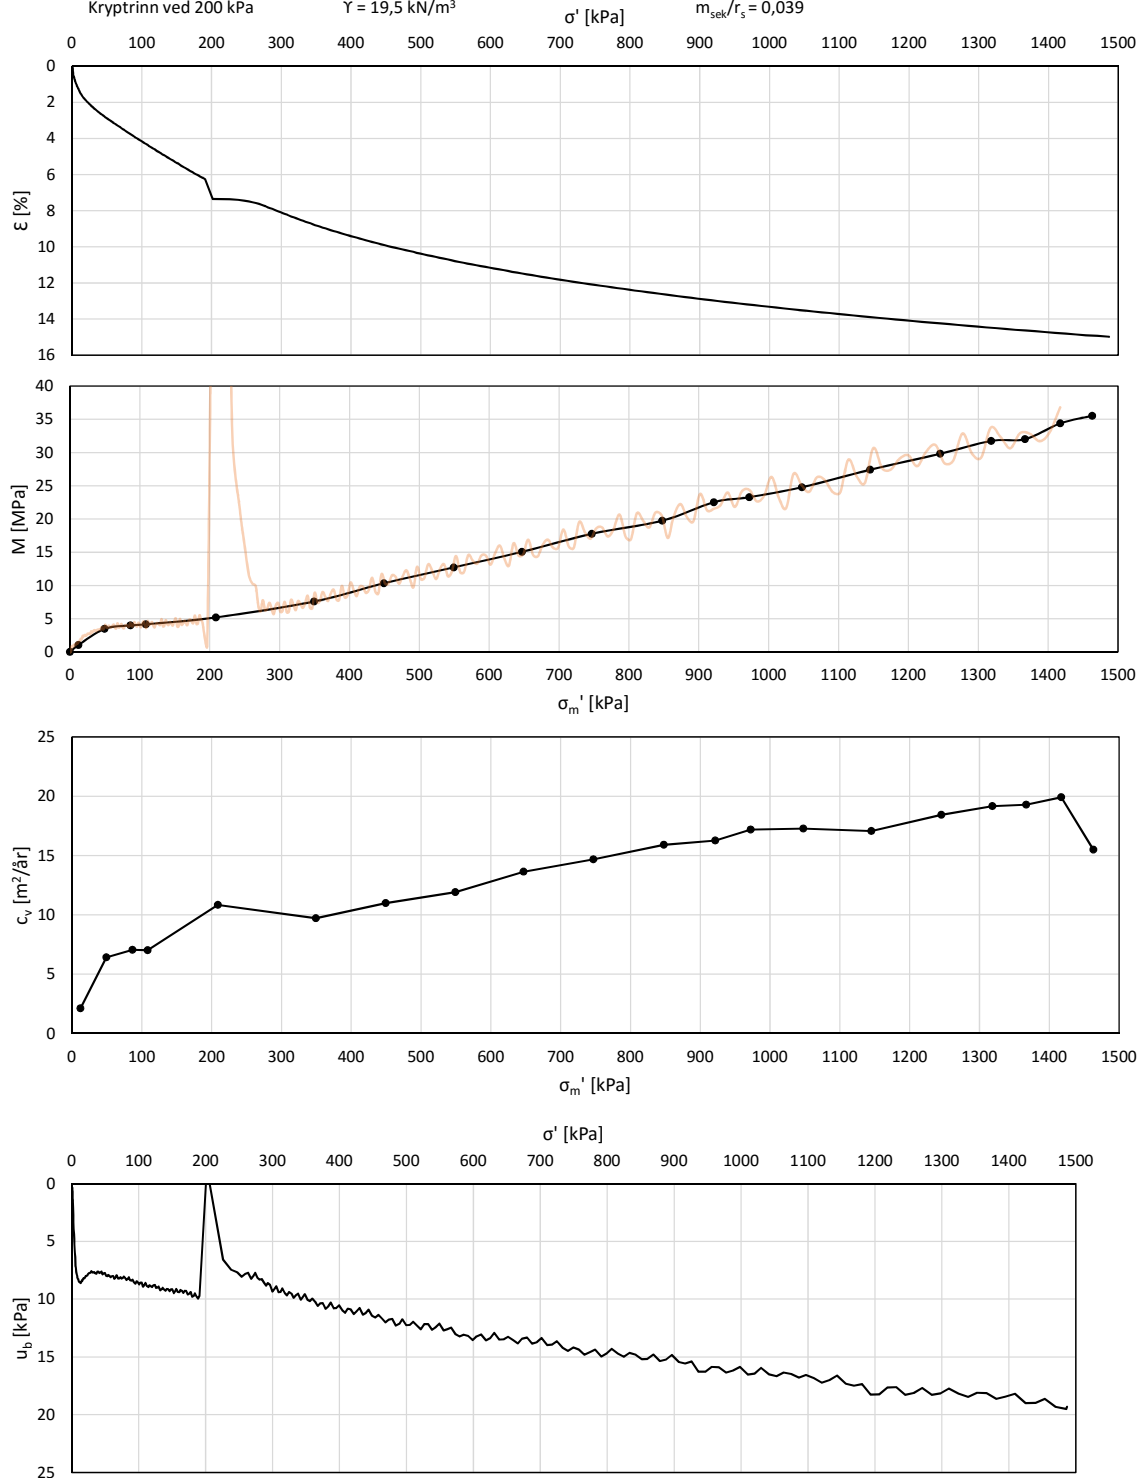 Kryptrinn ved 200 kPa ϒ = 19,5 kN/m³ m_sek/r_s = 0,039
σ' [kPa]
0 100 200 300 400 500 600 700 800 900 1000 1100 1200 1300 1400 1500
0
2
4
6
8
10
12
14
16
Ɛ [%]
40
35
30
25
20
15
10
5
0
M [MPa]
0 100 200 300 400 500 600 700 800 900 1000 1100 1200 1300 1400 1500
σ_m' [kPa]
25
20
15
10
5
0
c_v [m²/år]
0 100 200 300 400 500 600 700 800 900 1000 1100 1200 1300 1400 1500
σ_m' [kPa]
σ' [kPa]
0 100 200 300 400 500 600 700 800 900 1000 1100 1200 1300 1400 1500
0
5
10
15
20
25
u_b [kPa]